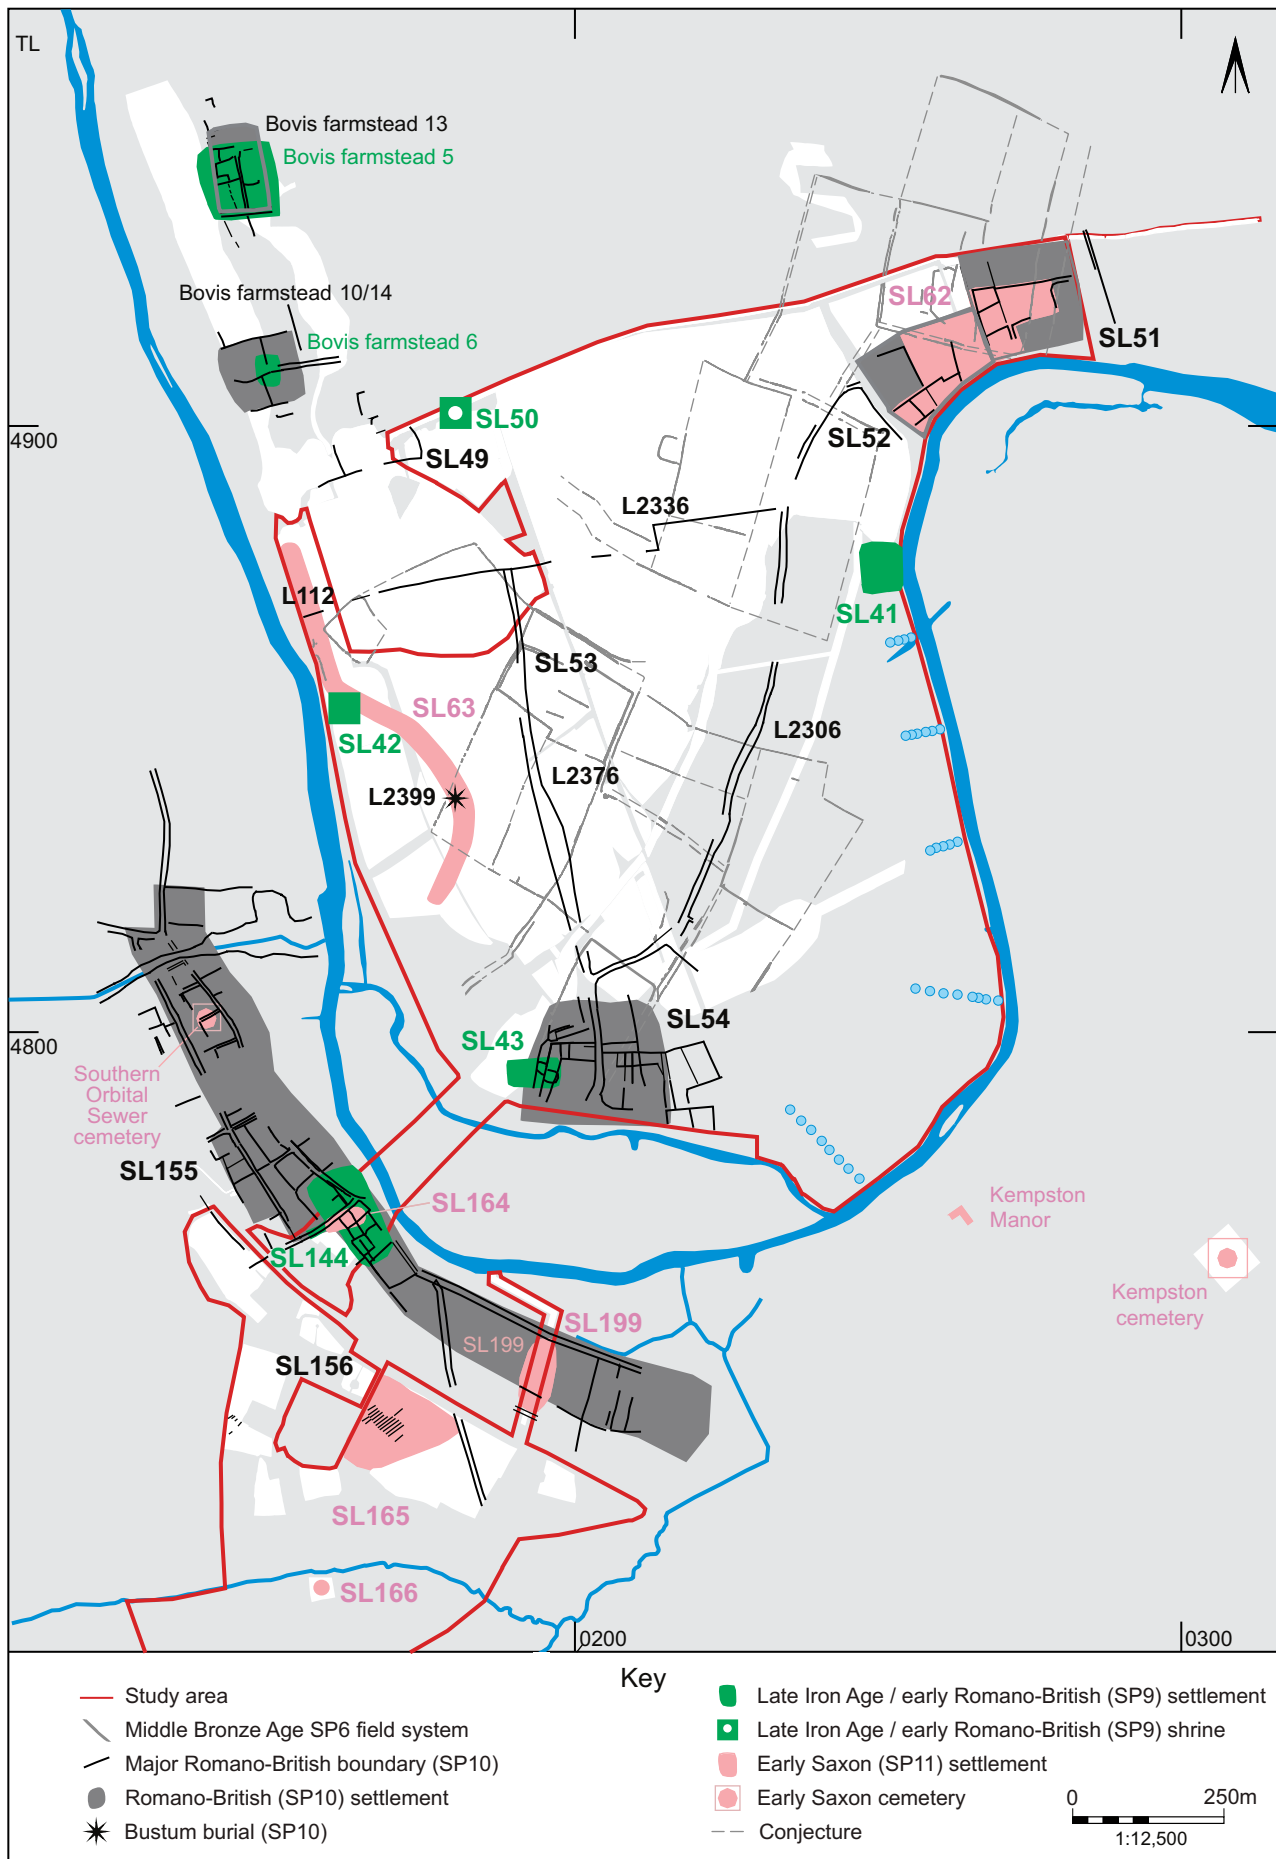 TL
Bovis farmstead 13
Bovis farmstead 5
Bovis farmstead 10/14
Bovis farmstead 6
SL62
SL51
SL50
SL49
SL52
4900
L2336
L112
SL41
SL53
SL63
SL42
L2306
L2376
L2399
SL54
SL43
4800
Southern
Orbital
Sewer
cemetery
SL155
SL164
SL144
Kempston
Manor
Kempston
cemetery
SL199
SL199
SL156
SL165
SL166
0200
0300
Key
Study area
Middle Bronze Age SP6 field system
Major Romano-British boundary (SP10)
Romano-British (SP10) settlement
Bustum burial (SP10)
Late Iron Age / early Romano-British (SP9) settlement
Late Iron Age / early Romano-British (SP9) shrine
Early Saxon (SP11) settlement
Early Saxon cemetery
Conjecture
0 250m
1:12,500